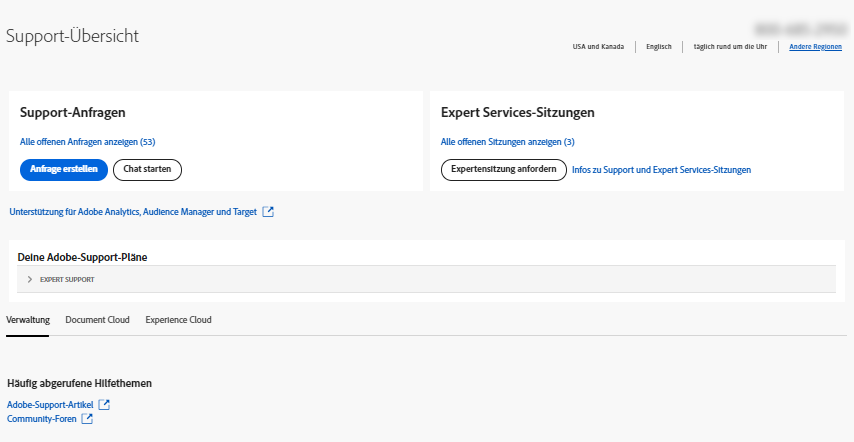 Support-Übersicht
USA und Kanada Englisch täglich rund um die Uhr Andere Regionen
Support-Anfragen
Alle offenen Anfragen anzeigen (53)
Anfrage erstellen Chat starten
Expert Services-Sitzungen
Alle offenen Sitzungen anzeigen (3)
Expertensitzung anfordern Infos zu Support und Expert Services-Sitzungen
Unterstützung für Adobe Analytics, Audience Manager und Target
Deine Adobe-Support-Pläne
EXPERT SUPPORT
Verwaltung Document Cloud Experience Cloud
Häufig abgerufene Hilfethemen
Adobe-Support-Artikel
Community-Foren